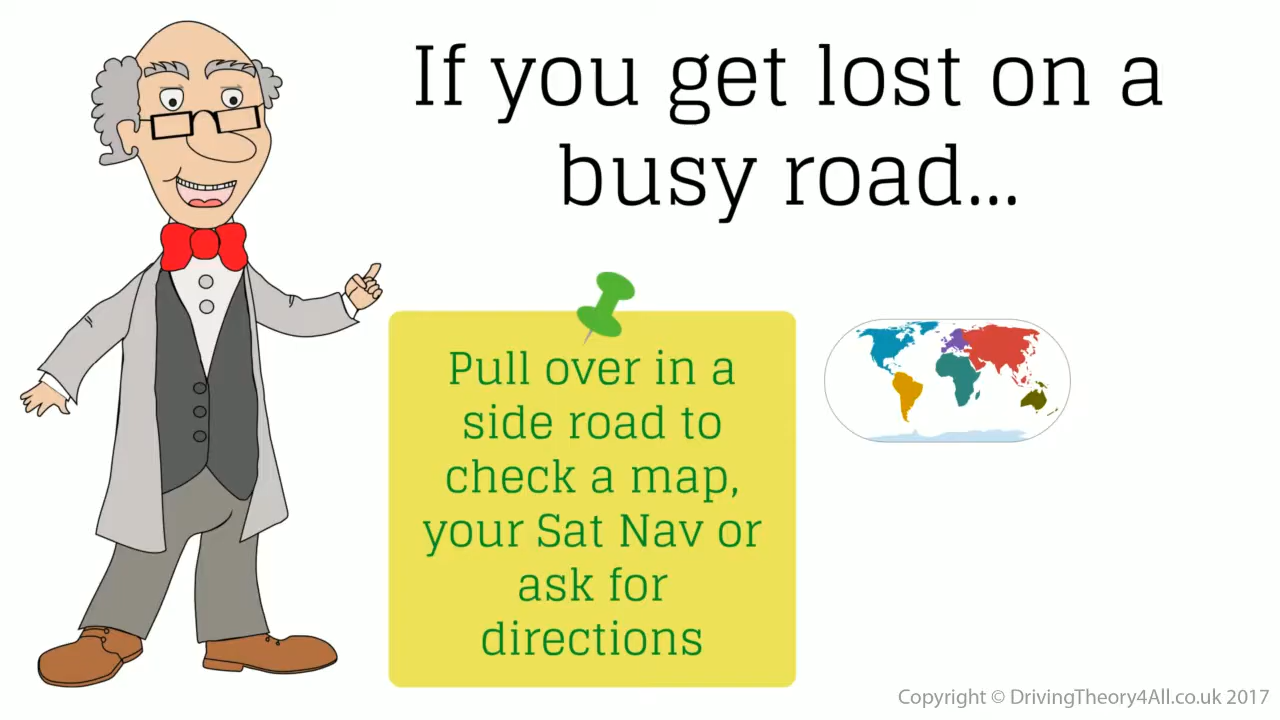 If you get lost on a
busy road...
Pull over in a
side road to
check a map,
your Sat Nav or
ask for
directions
Copyright © DrivingTheory4All.co.uk 2017